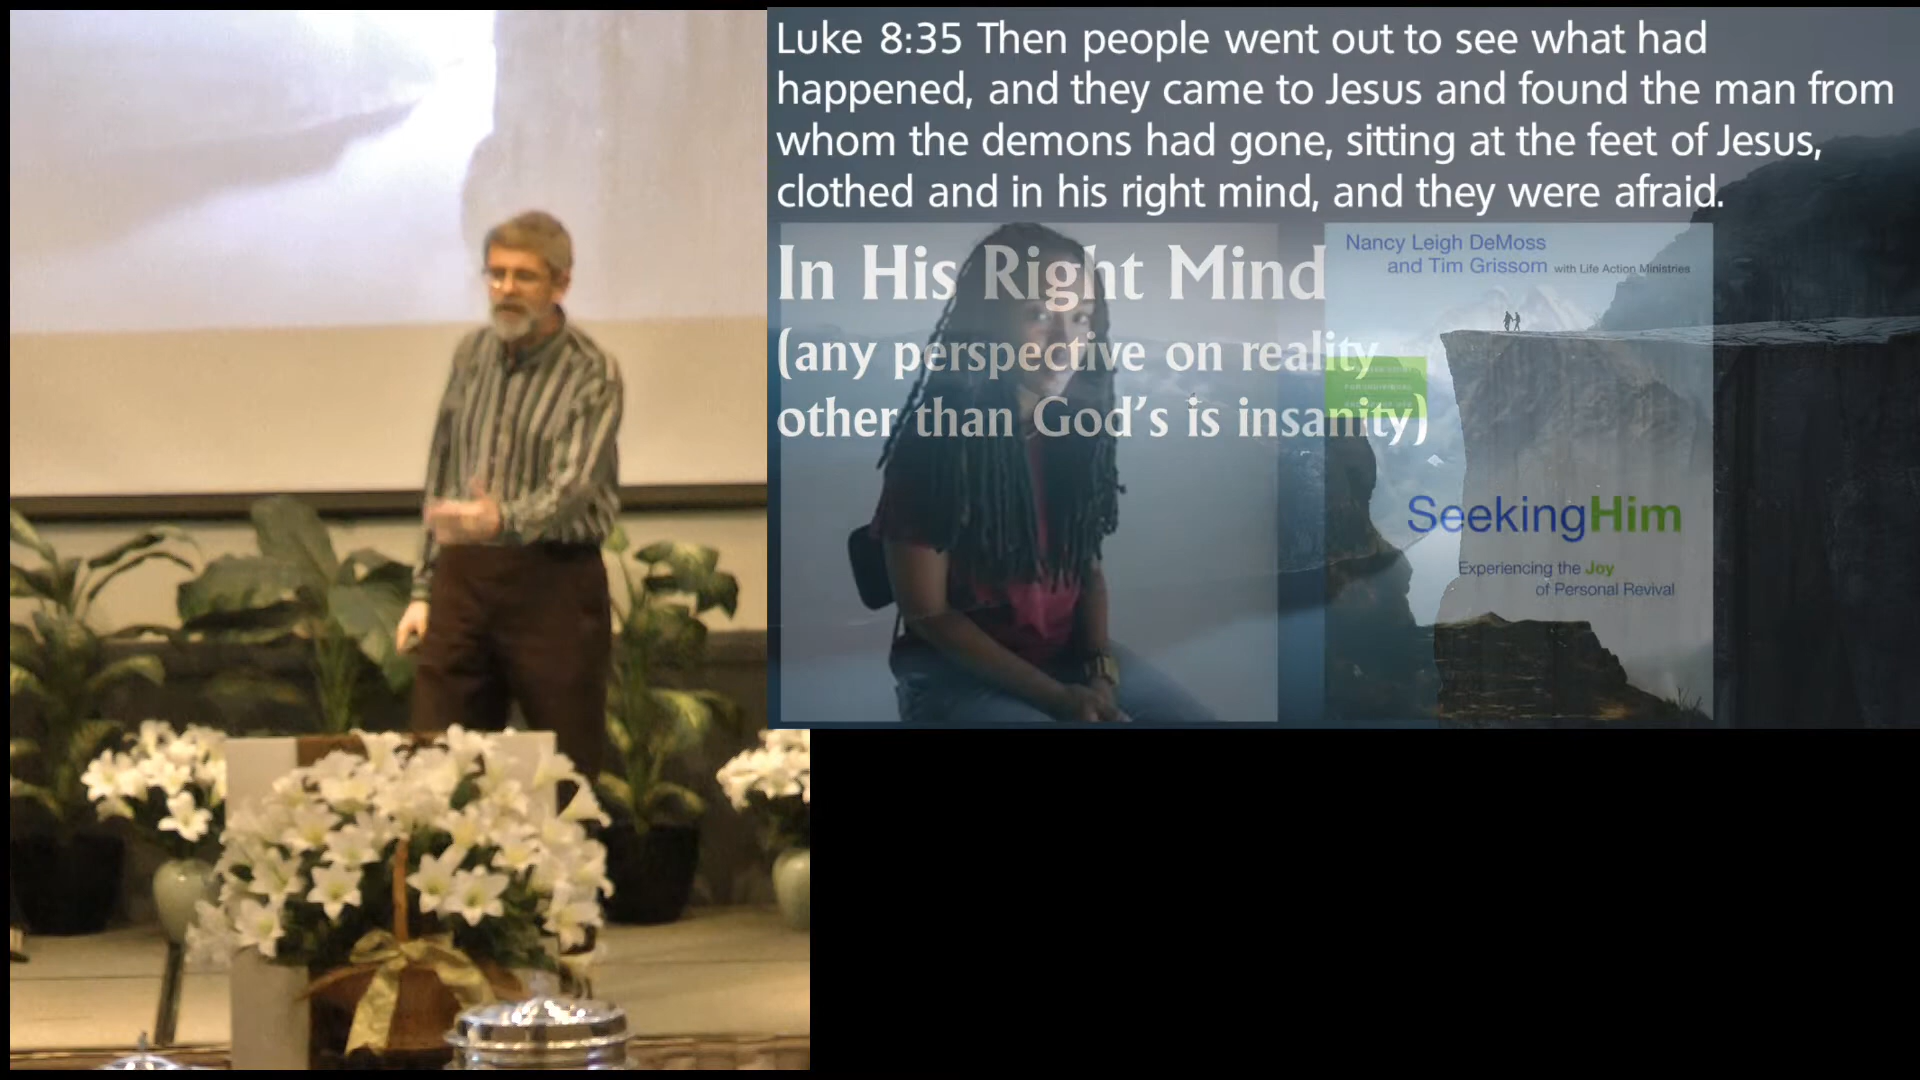 Luke 8:35 Then people went out to see what had
happened, and they came to Jesus and found the man from
whom the demons had gone, sitting at the feet of Jesus,
clothed and in his right mind, and they were afraid.
In His Right Mind
(any perspective on reality
other than God's is insanity)
Nancy Leigh DeMoss
and Tim Grissom with Life Action Ministries
SeekingHim
Experiencing the Joy
of Personal Revival